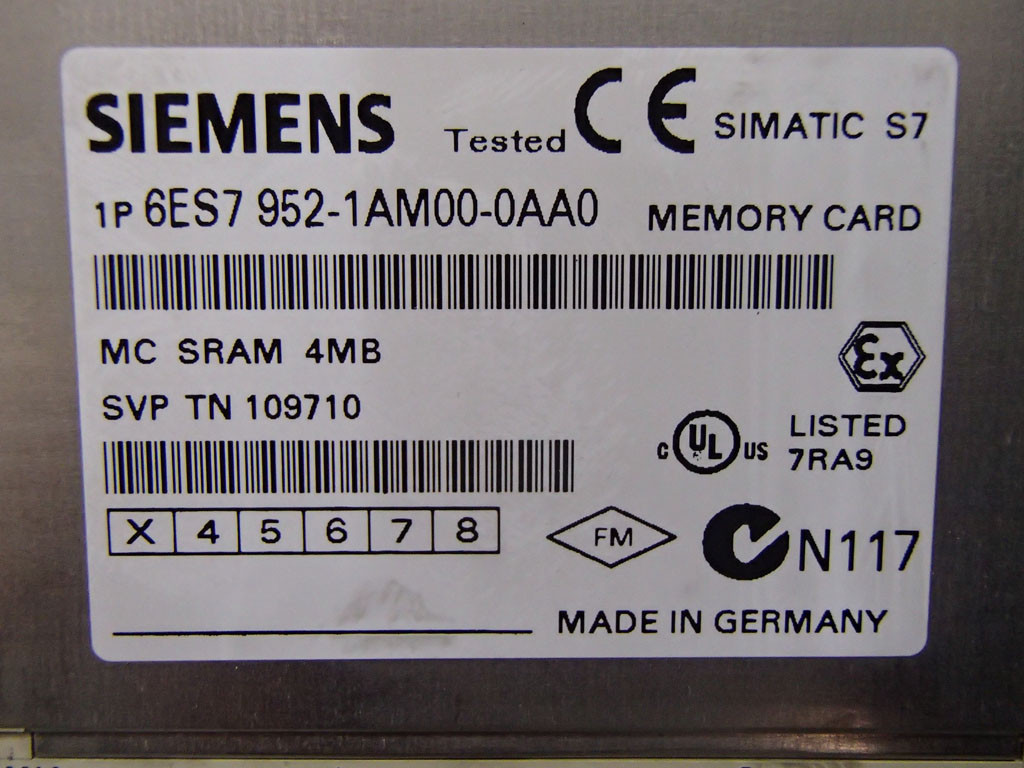 SIEMENS Tested CE SIMATIC S7
1P 6ES7 952-1AM00-0AA0 MEMORY CARD
MC SRAM 4MB
Ex
SVP TN 109710
C UL US LISTED
7RA9
X 4 5 6 7 8
FM
N117
MADE IN GERMANY